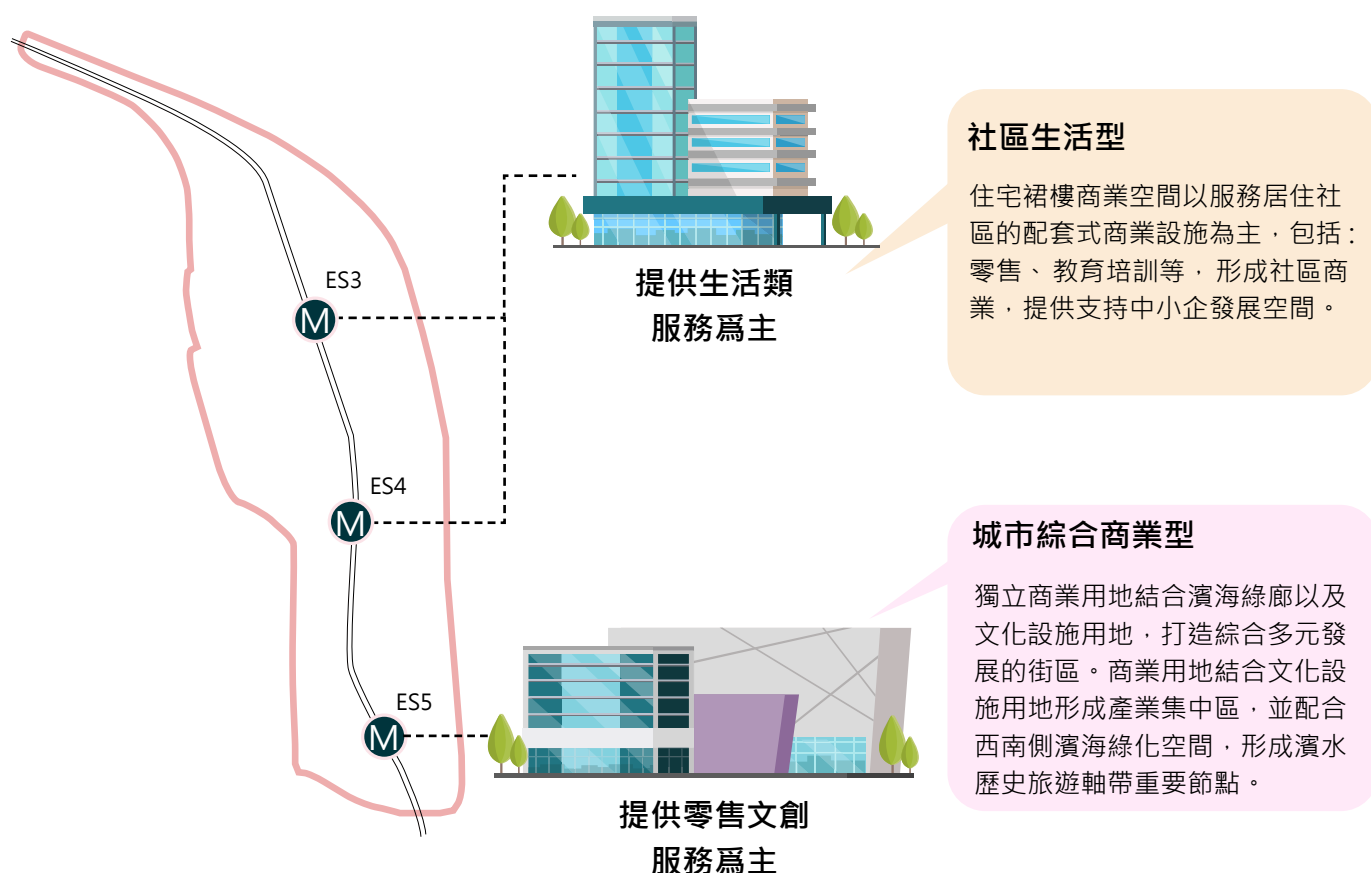 ES3
M
ES4
M
ES5
M
提供生活類
服務爲主
社區生活型
住宅裙樓商業空間以服務居住社
區的配套式商業設施為主，包括：
零售、教育培訓等，形成社區商
業，提供支持中小企發展空間。
提供零售文創
服務爲主
城市綜合商業型
獨立商業用地結合濱海綠廊以及
文化設施用地，打造綜合多元發
展的街區。商業用地結合文化設
施用地形成產業集中區，並配合
西南側濱海綠化空間，形成濱水
歷史旅遊軸帶重要節點。